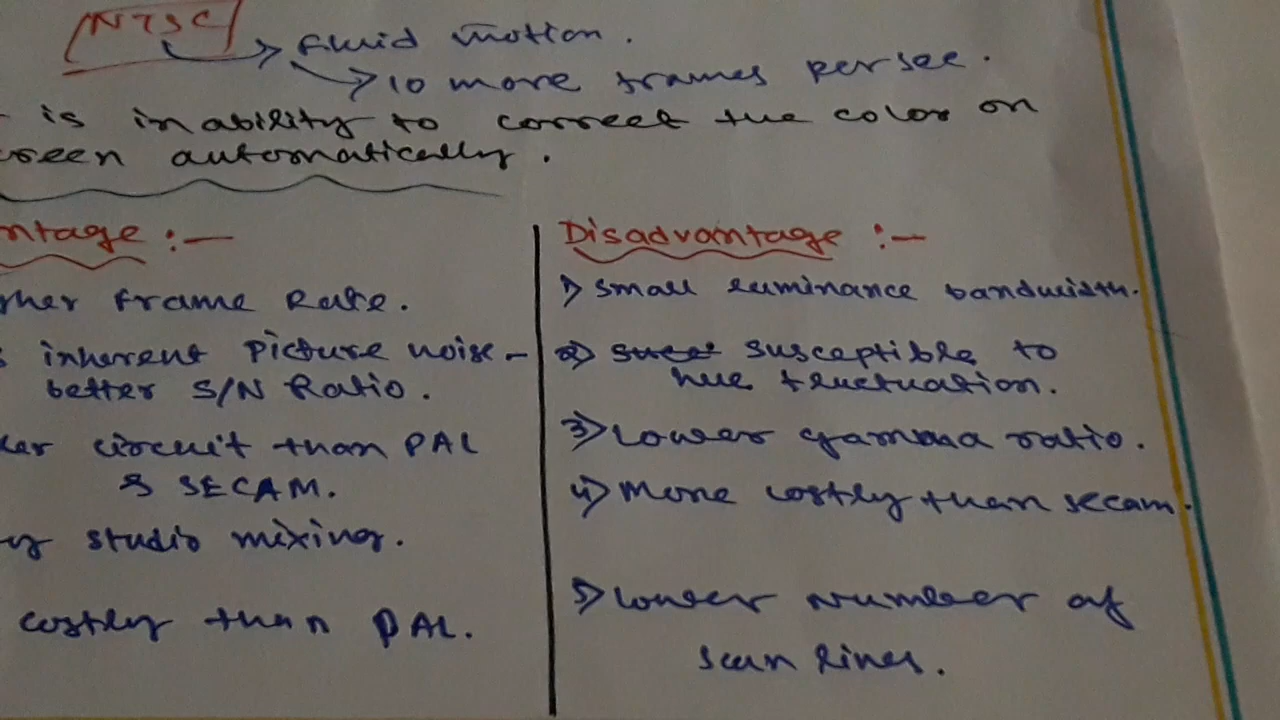 NTSC
fluid motion.
10 more frames per sec.
is inability to correct the color on
reen automatically.
ntage :-
Disadvantage :-
gher frame Rate.
1) Small luminance bandwidth.
inherent picture noise -
better S/N Ratio.
2) susceptible to
hue fluctuation.
ler circuit than PAL
& SECAM.
3) Lower gamma ratio.
4) More costly than secam.
y studio mixing.
costly than PAL.
5) Lower Number of
scan lines.